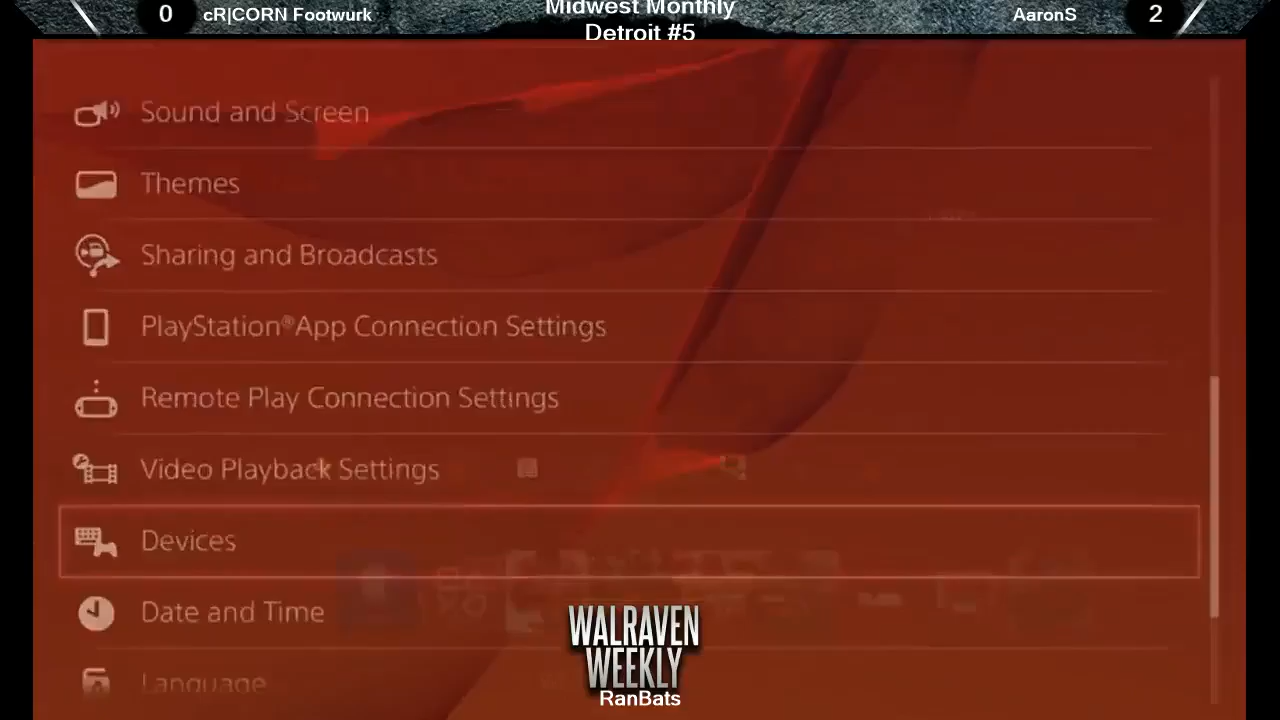 0 cR|CORN Footwurk Midwest Monthly AaronS 2
Detroit #5
Sound and Screen
Themes
Sharing and Broadcasts
PlayStation®App Connection Settings
Remote Play Connection Settings
Video Playback Settings
Devices
Date and Time
Language
WALRAVEN
WEEKLY
RanBats